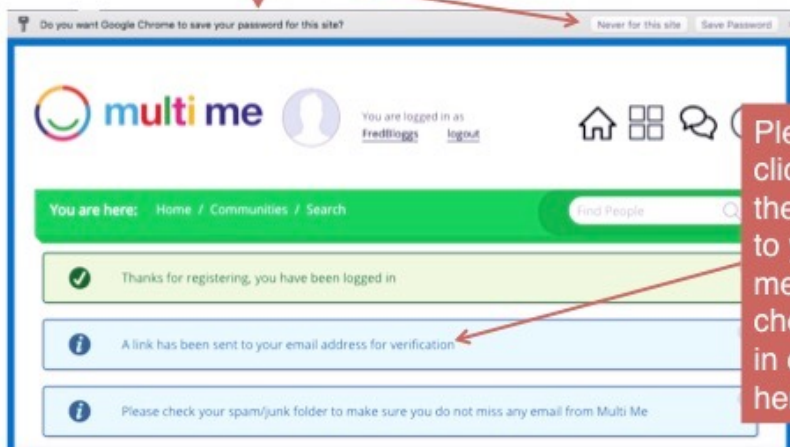 Do you want Google Chrome to save your password for this site?
Never for this site
Save Password
multi me
You are logged in as
FredBloggs logout
You are here: Home / Communities / Search
Find People
Thanks for registering, you have been logged in
A link has been sent to your email address for verification
Please check your spam/junk folder to make sure you do not miss any email from Multi Me
to
in